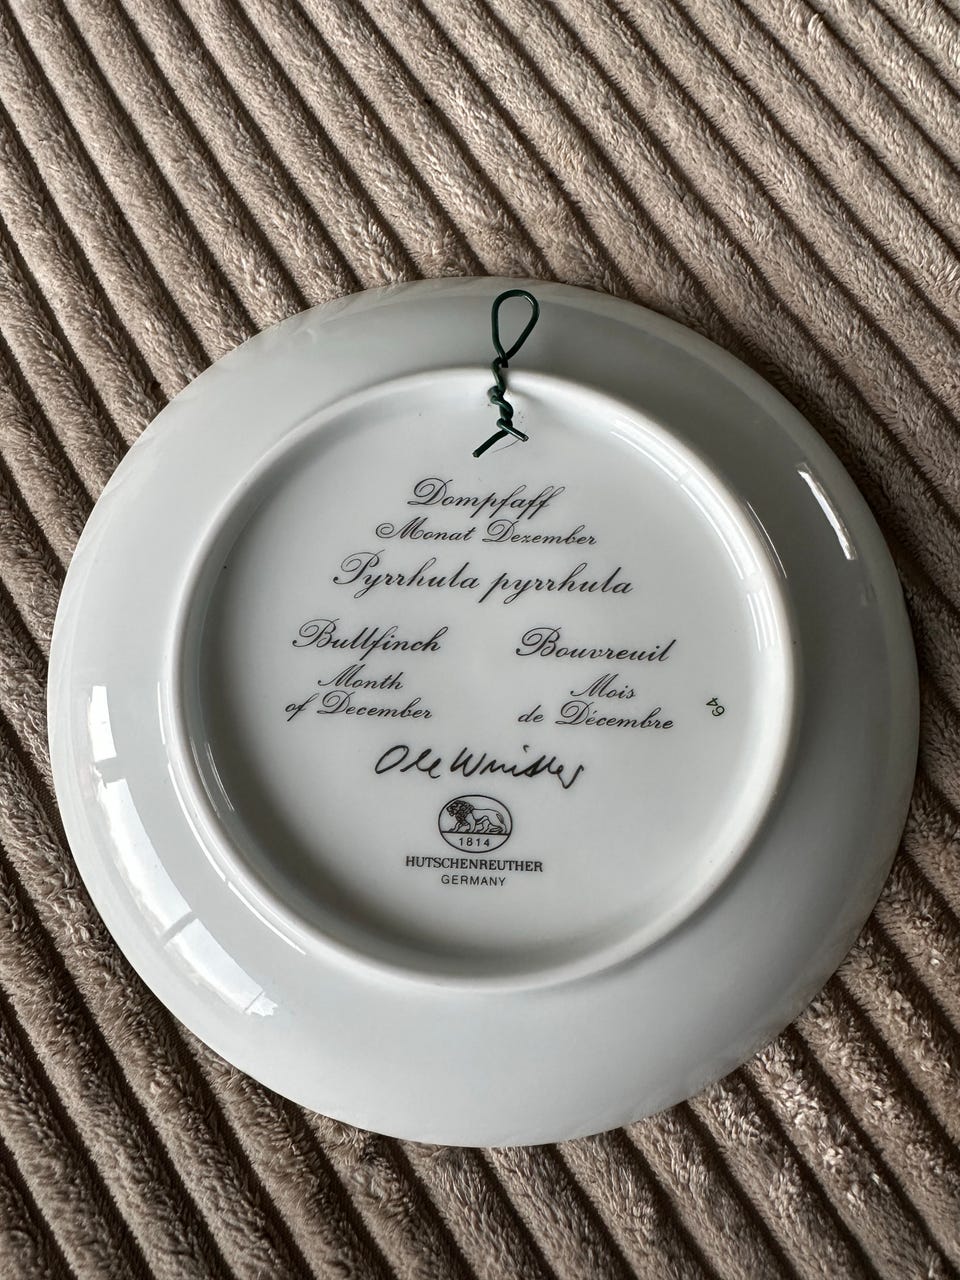 Dompfaff
Monat Dezember
Pyrrhula pyrrhula
Bullfinch
Month
of December
Bouvreuil
Mois
de Décembre
64
Ole Winther
1814
HUTSCHENREUTHER
GERMANY